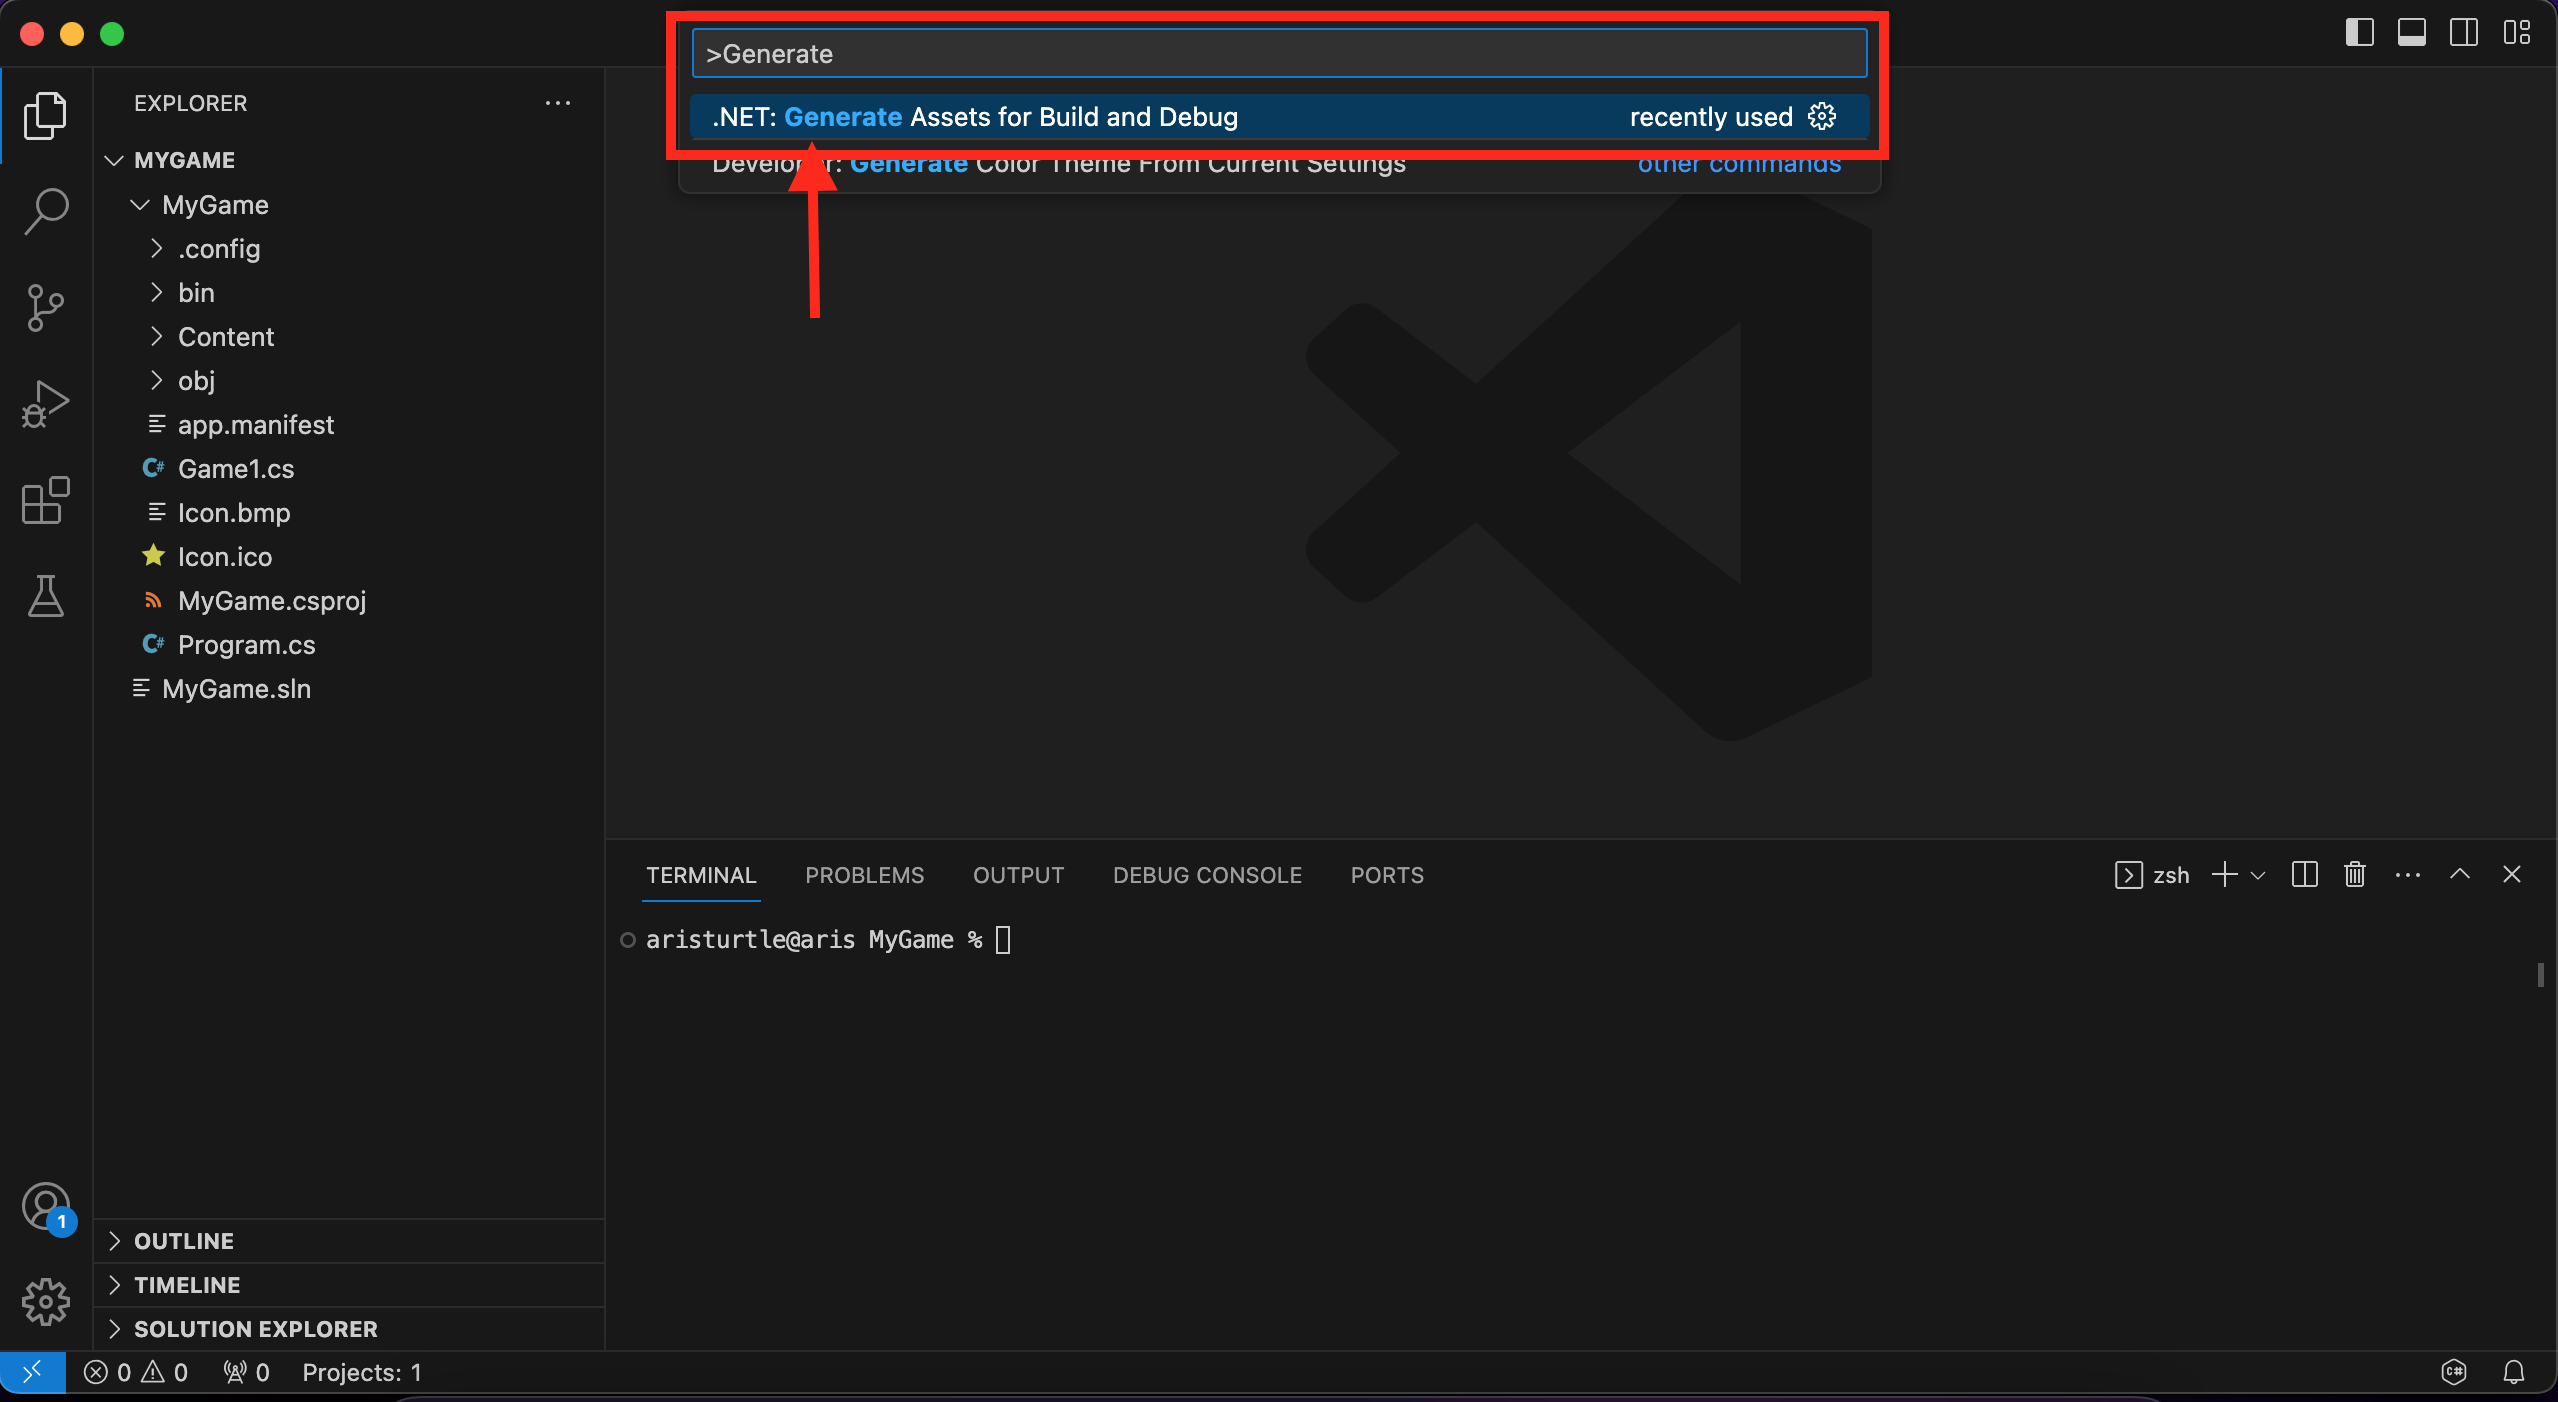 >Generate
.NET: Generate Assets for Build and Debug recently used
Developer: Generate Color Theme From Current Settings other commands
EXPLORER
MYGAME
MyGame
.config
bin
Content
obj
app.manifest
C# Game1.cs
Icon.bmp
Icon.ico
MyGame.csproj
C# Program.cs
MyGame.sln
TERMINAL PROBLEMS OUTPUT DEBUG CONSOLE PORTS zsh
aristurtle@aris MyGame %
1
OUTLINE
TIMELINE
SOLUTION EXPLORER
0 0 0 Projects: 1 C#